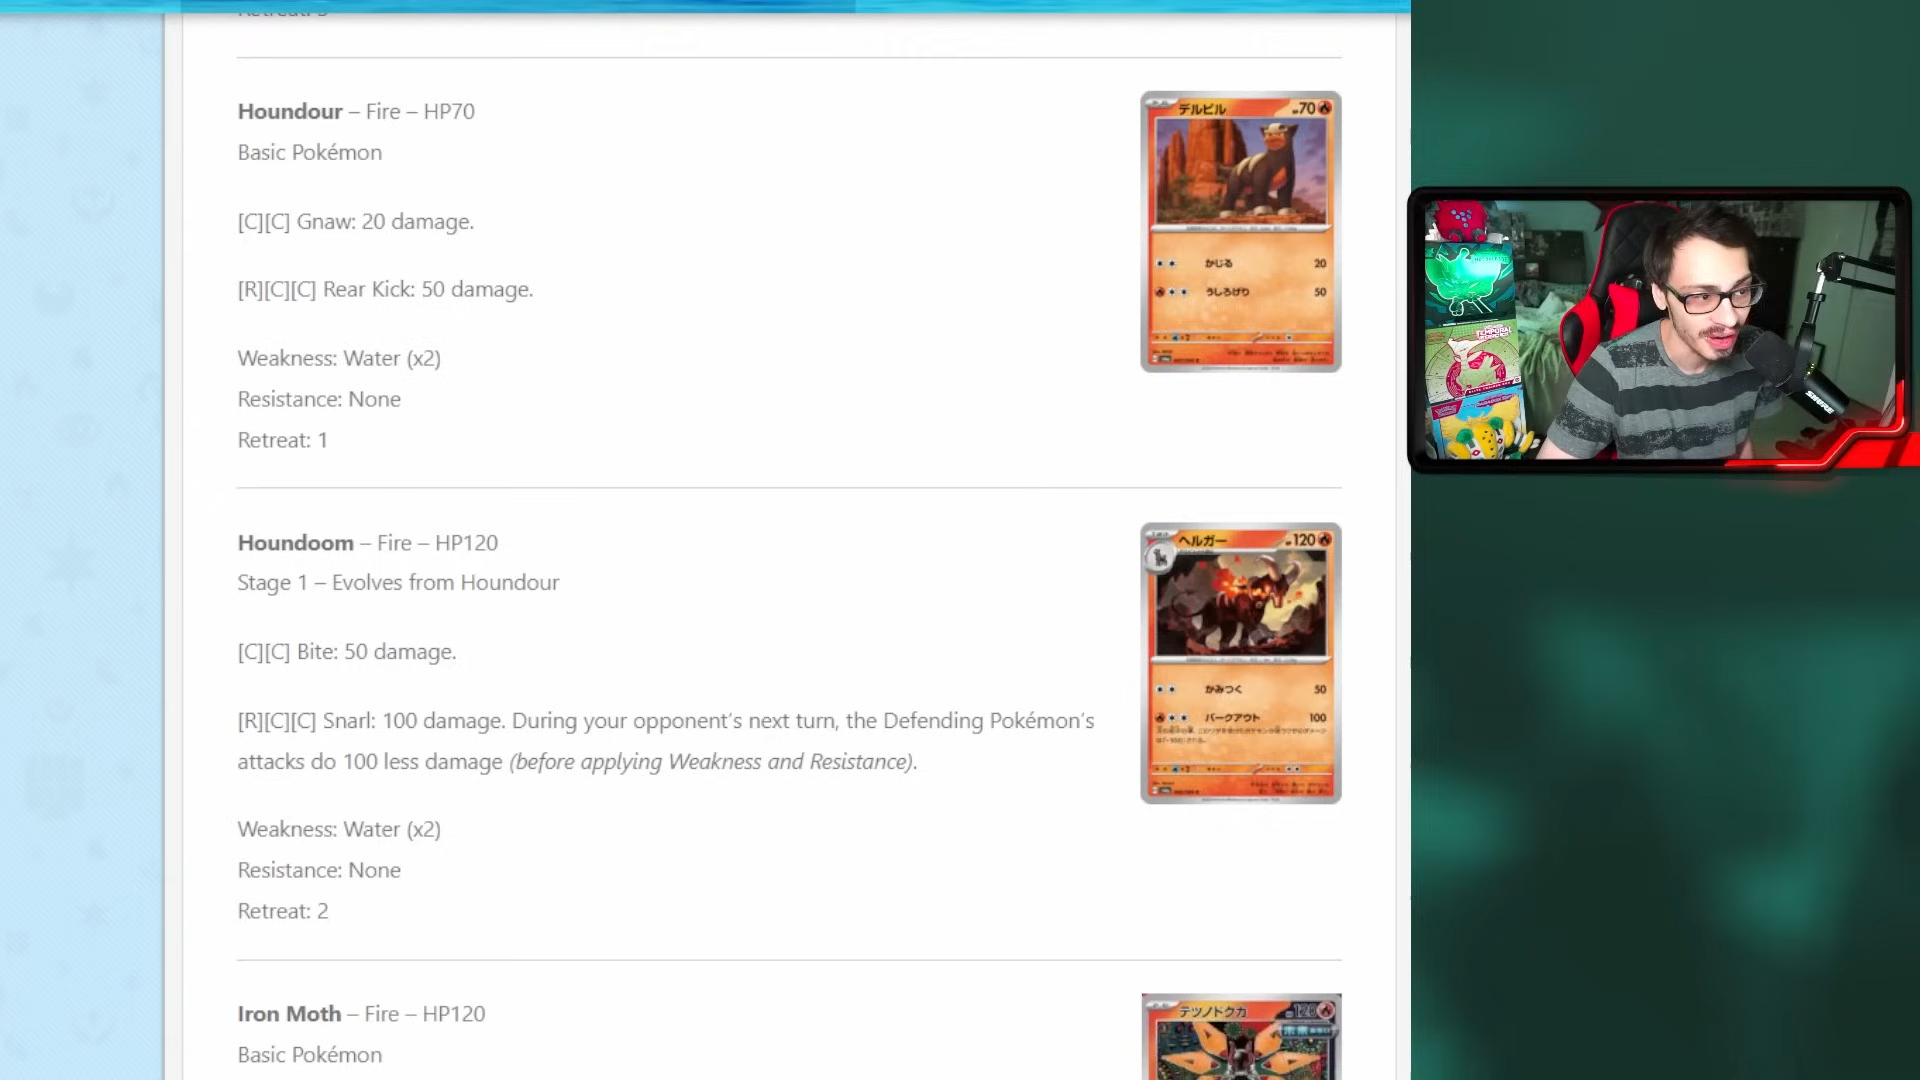 Houndour – Fire – HP70
Basic Pokémon
[C][C] Gnaw: 20 damage.
[R][C][C] Rear Kick: 50 damage.
Weakness: Water (x2)
Resistance: None
Retreat: 1
デルビル
70
かじる 20
うしろげり 50
Houndoom – Fire – HP120
Stage 1 – Evolves from Houndour
[C][C] Bite: 50 damage.
[R][C][C] Snarl: 100 damage. During your opponent’s next turn, the Defending Pokémon’s
attacks do 100 less damage (before applying Weakness and Resistance).
Weakness: Water (x2)
Resistance: None
Retreat: 2
ヘルガー
120
かみつく 50
バークアウト 100
Iron Moth – Fire – HP120
Basic Pokémon
テツノドクガ
120
TEMPORAL
SHURE